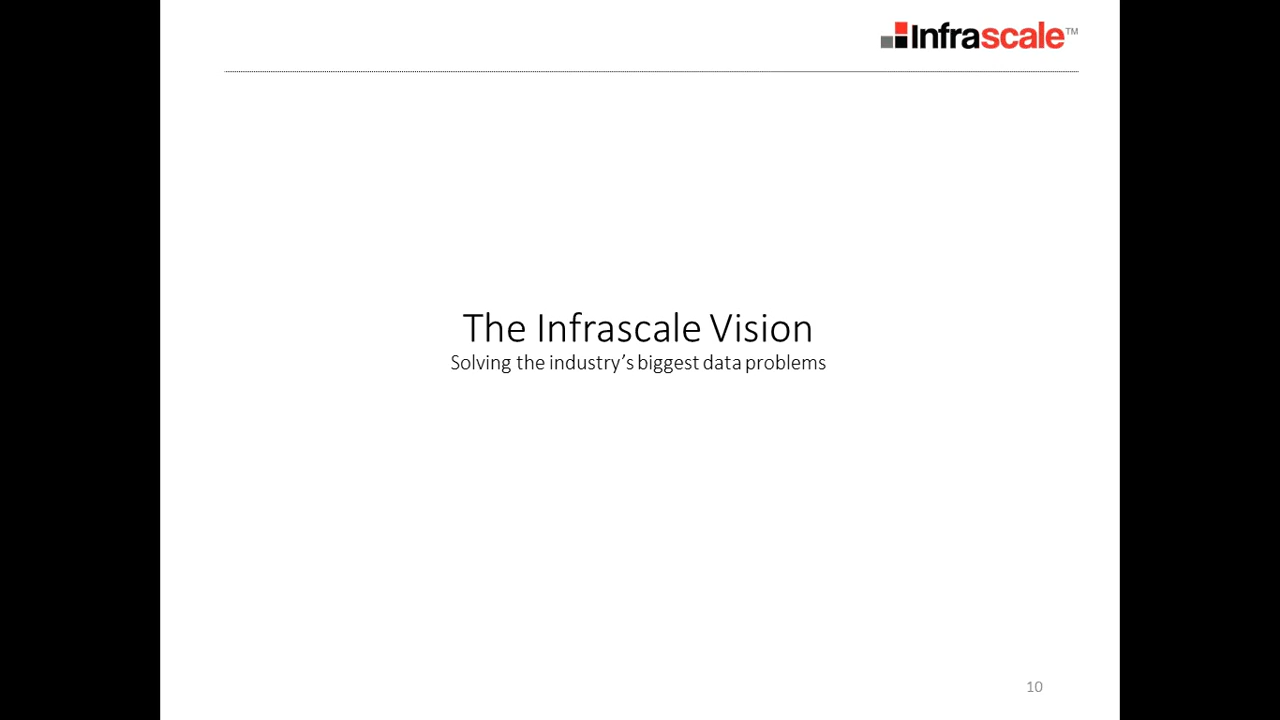 Infrascale™
The Infrascale Vision
Solving the industry’s biggest data problems
10